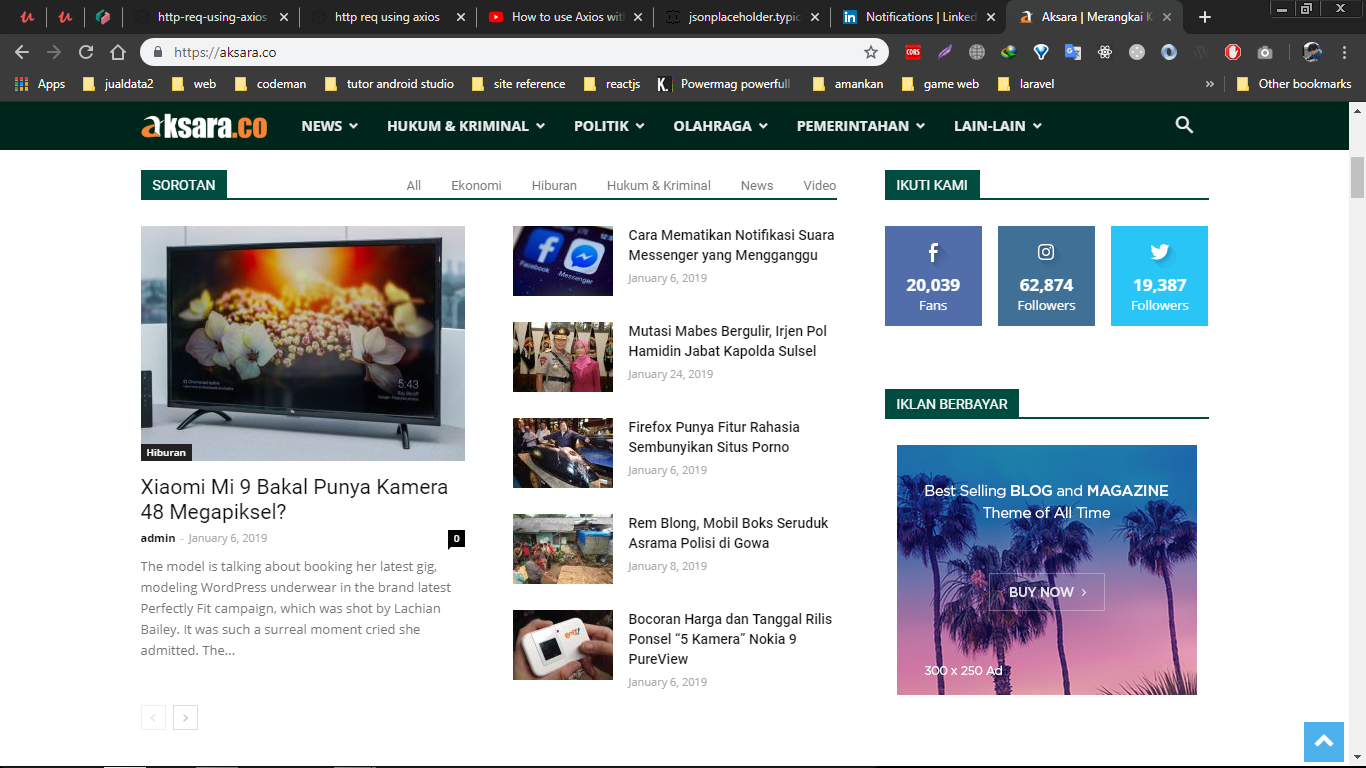 http-req-using-axios
http req using axios
How to use Axios wit
jsonplaceholder.typic
Notifications | Linked
Aksara | Merangkai K
https://aksara.co
CORS
Apps
jualdata2
web
codeman
tutor android studio
site reference
reactjs
Powermag powerfull
amankan
game web
laravel
»
Other bookmarks
aksara.co
NEWS
HUKUM & KRIMINAL
POLITIK
OLAHRAGA
PEMERINTAHAN
LAIN-LAIN
SOROTAN
All
Ekonomi
Hiburan
Hukum & Kriminal
News
Video
5:43
Hiburan
Xiaomi Mi 9 Bakal Punya Kamera
48 Megapiksel?
admin - January 6, 2019
0
The model is talking about booking her latest gig,
modeling WordPress underwear in the brand latest
Perfectly Fit campaign, which was shot by Lachian
Bailey. It was such a surreal moment cried she
admitted. The...
Facebook
Messenger
Cara Mematikan Notifikasi Suara
Messenger yang Mengganggu
January 6, 2019
Mutasi Mabes Bergulir, Irjen Pol
Hamidin Jabat Kapolda Sulsel
January 24, 2019
Firefox Punya Fitur Rahasia
Sembunyikan Situs Porno
January 6, 2019
Rem Blong, Mobil Boks Seruduk
Asrama Polisi di Gowa
January 8, 2019
Bocoran Harga dan Tanggal Rilis
Ponsel “5 Kamera” Nokia 9
PureView
January 6, 2019
IKUTI KAMI
20,039
Fans
62,874
Followers
19,387
Followers
IKLAN BERBAYAR
Best Selling BLOG and MAGAZINE
Theme of All Time
BUY NOW
300 x 250 Ad